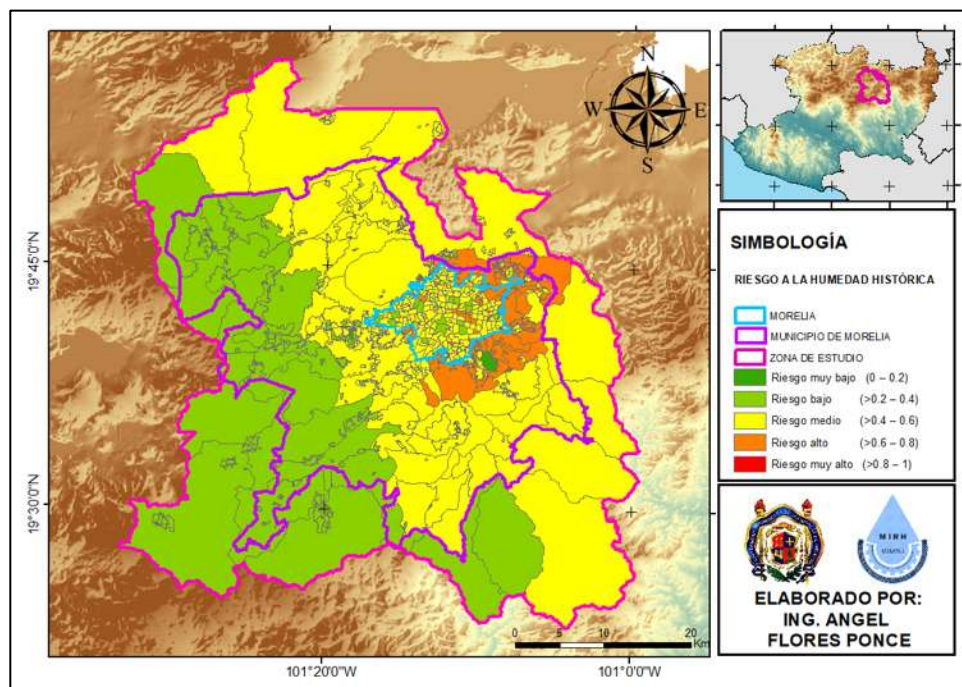 N
W E
S
19°45'0"N
19°30'0"N
101°20'0"W
101°0'0"W
0 5 10 20
Km
SIMBOLOGÍA
RIESGO A LA HUMEDAD HISTÓRICA
MORELIA
MUNICIPIO DE MORELIA
ZONA DE ESTUDIO
Riesgo muy bajo (0 – 0.2)
Riesgo bajo (>0.2 – 0.4)
Riesgo medio (>0.4 – 0.6)
Riesgo alto (>0.6 – 0.8)
Riesgo muy alto (>0.8 – 1)
MIRH
ELABORADO POR:
ING. ANGEL
FLORES PONCE